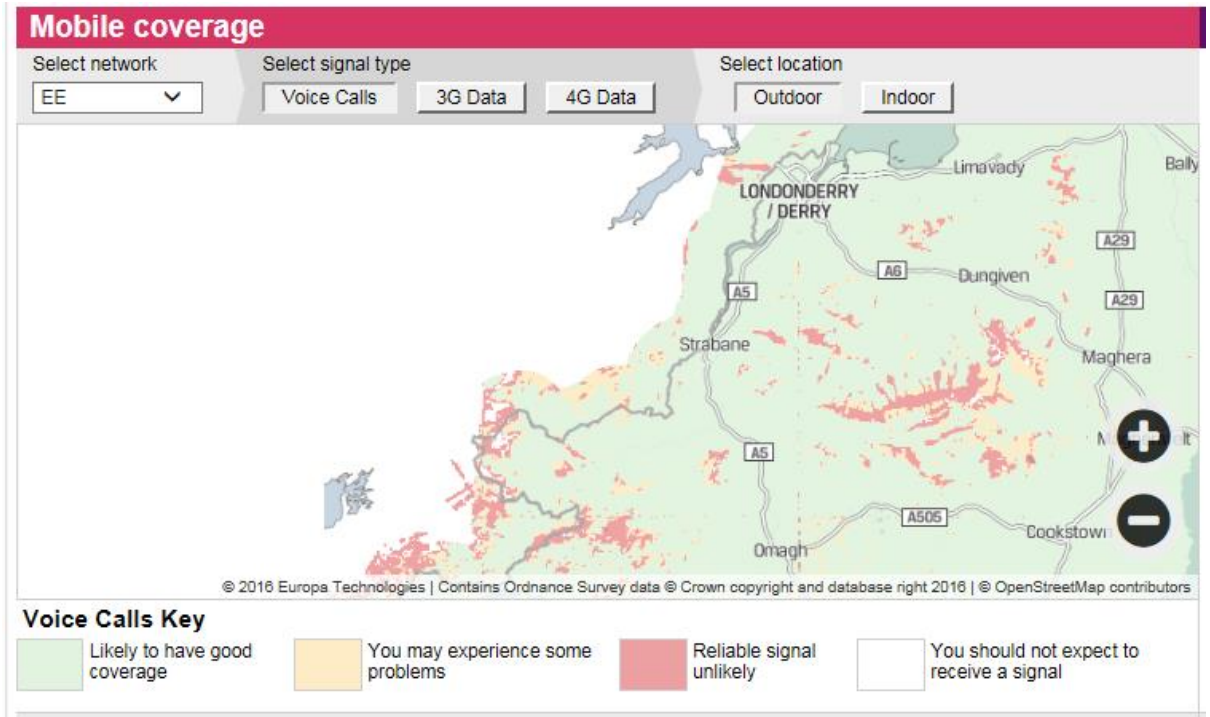 Mobile coverage
Select network
Select signal type
Select location
EE
Voice Calls
3G Data
4G Data
Outdoor
Indoor
Limavady
Bally
LONDONDERRY
/ DERRY
A29
A6
Dungiven
A5
A29
Strabane
Maghera
A5
A505
Cookstown
Omagh
© 2016 Europa Technologies | Contains Ordnance Survey data © Crown copyright and database right 2016 | © OpenStreetMap contributors
Voice Calls Key
Likely to have good
coverage
You may experience some
problems
Reliable signal
unlikely
You should not expect to
receive a signal